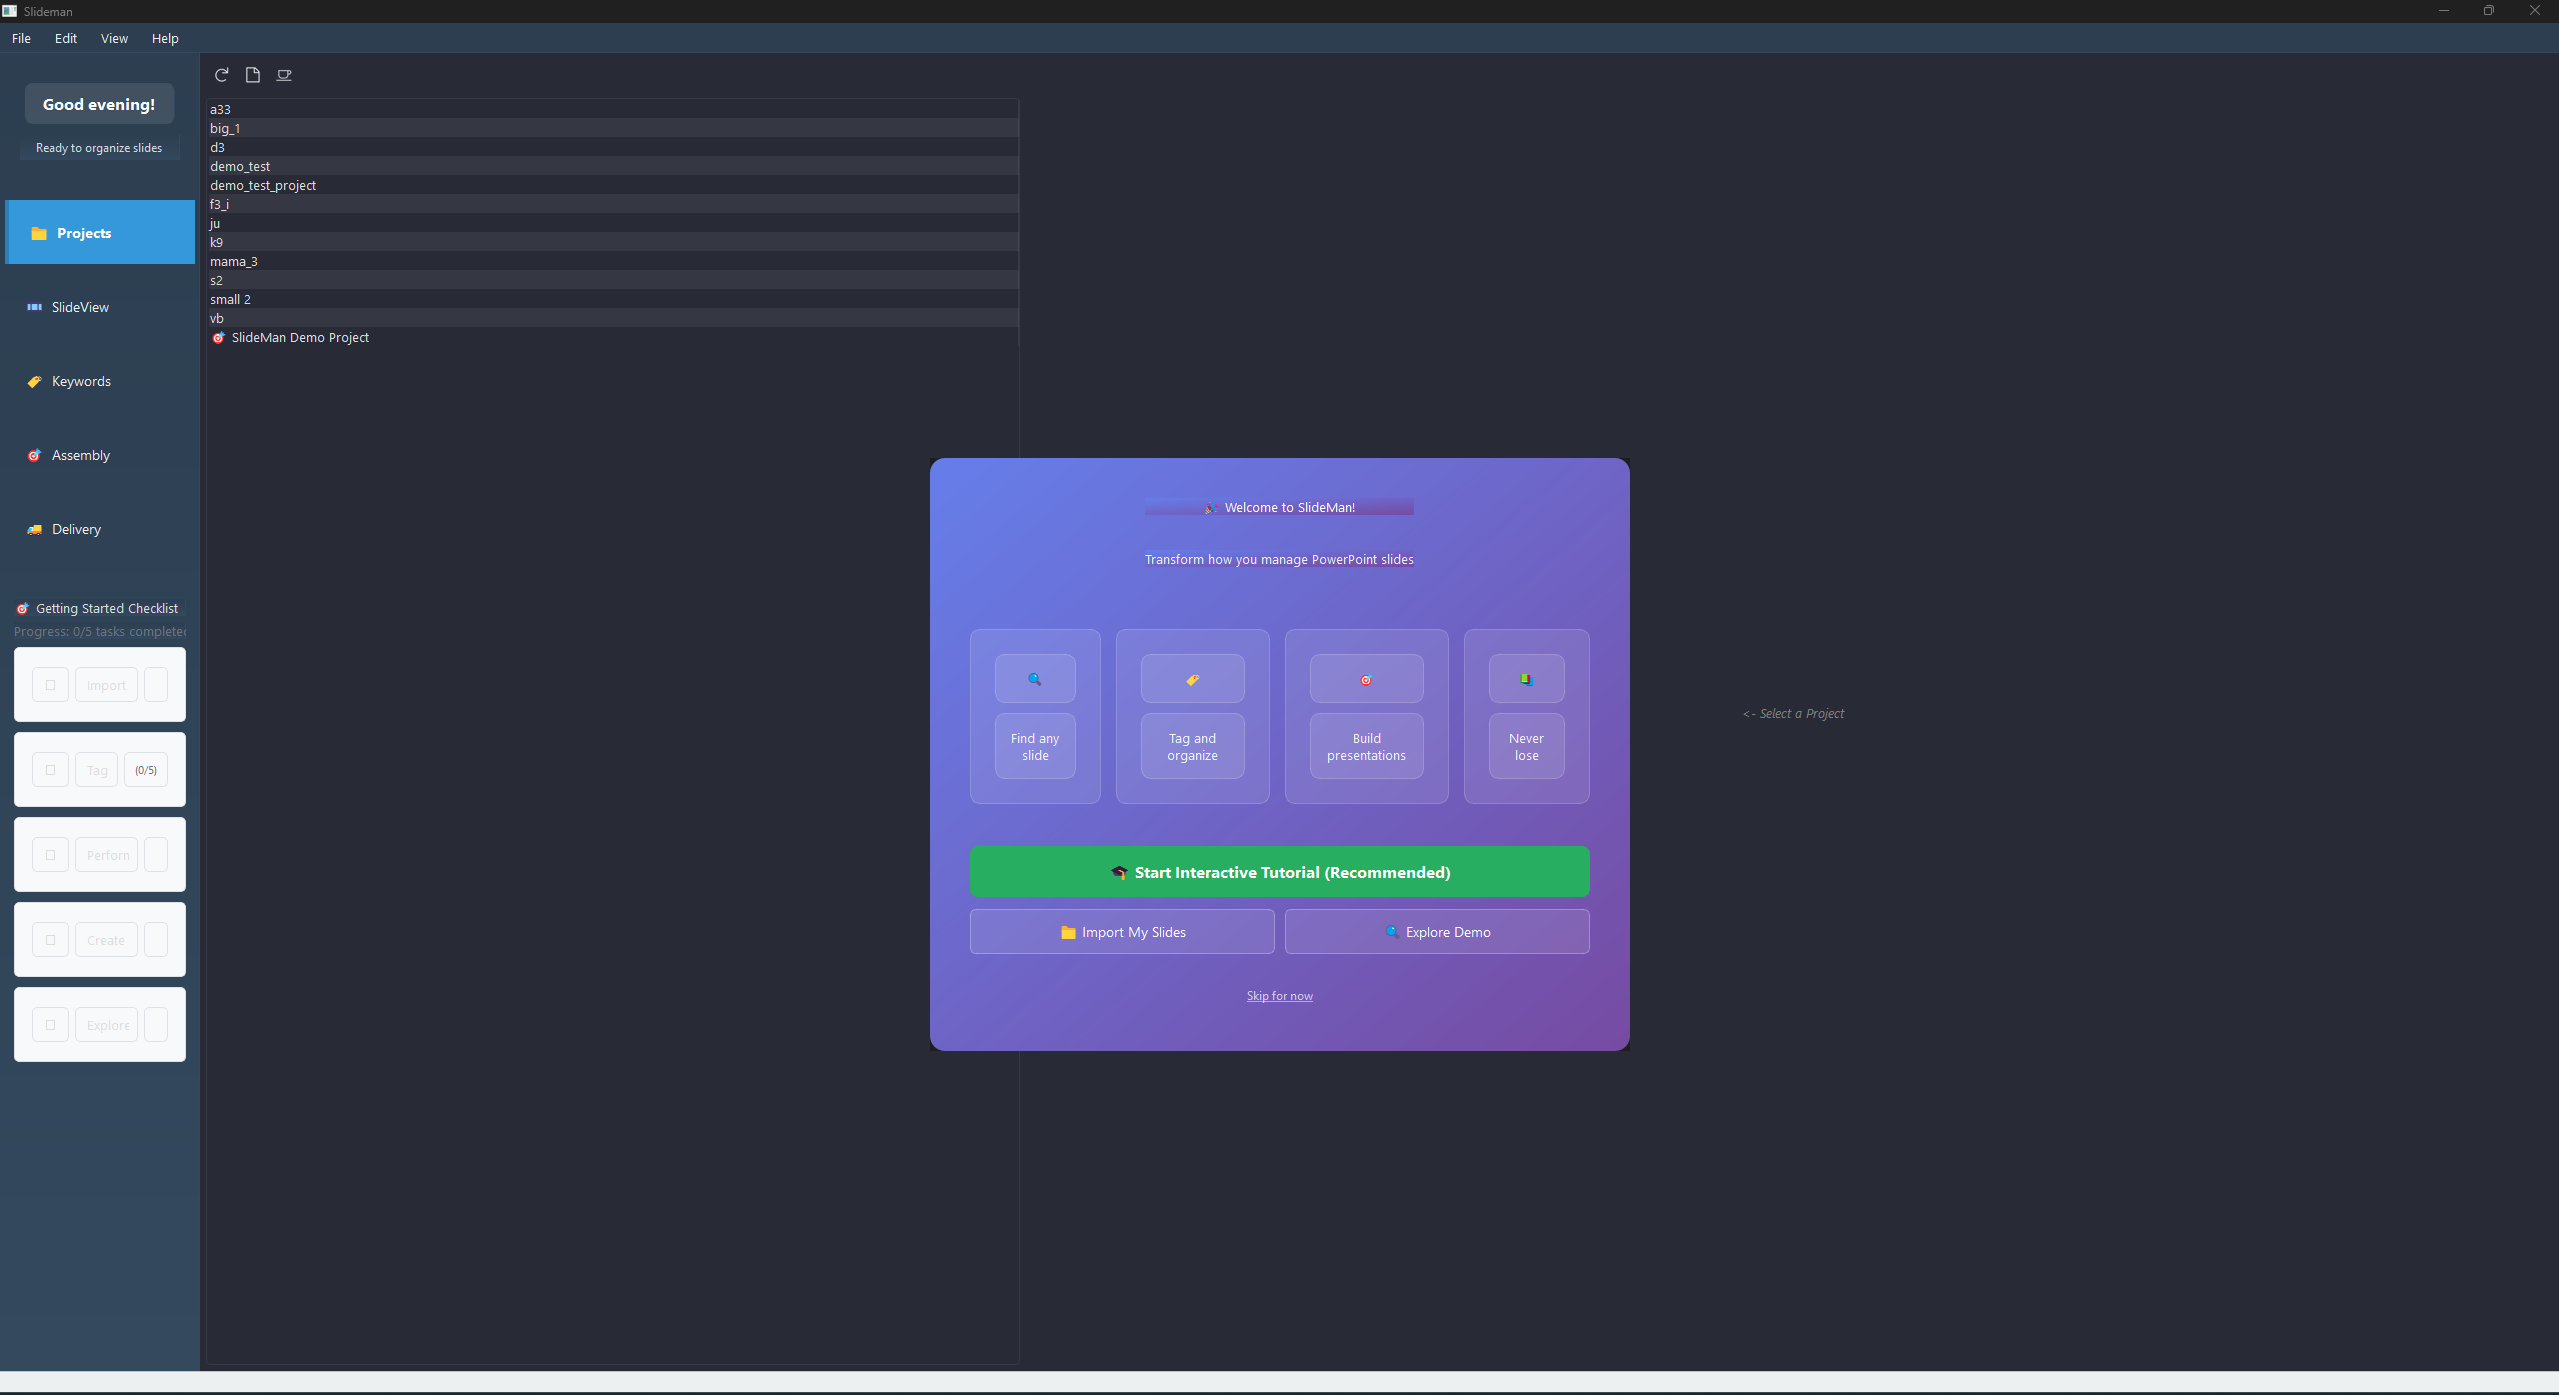 Slideman
File Edit View Help
Good evening!
Ready to organize slides
Projects
SlideView
Keywords
Assembly
Delivery
Getting Started Checklist
Progress: 0/5 tasks completed
Import
Tag (0/5)
Perforn
Create
Explore
a33
big_1
d3
demo_test
demo_test_project
f3_i
ju
k9
mama_3
s2
small 2
vb
SlideMan Demo Project
Welcome to SlideMan!
Transform how you manage PowerPoint slides
Find any
slide
Tag and
organize
Build
presentations
Never
lose
Start Interactive Tutorial (Recommended)
Import My Slides
Explore Demo
Skip for now
<- Select a Project